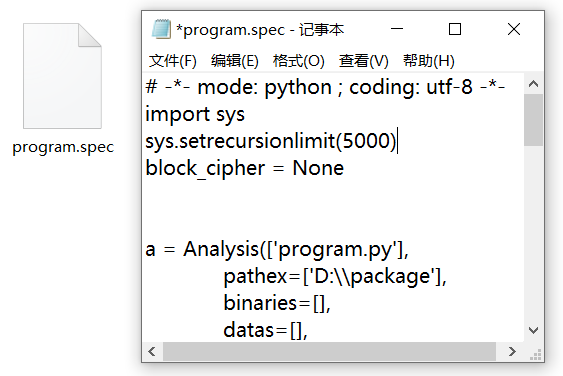 program.spec
*program.spec - 记事本
文件(F) 编辑(E) 格式(O) 查看(V) 帮助(H)
# -*- mode: python ; coding: utf-8 -*-
import sys
sys.setrecursionlimit(5000)
block_cipher = None
a = Analysis(['program.py'],
pathex=['D:\\package'],
binaries=[],
datas=[],